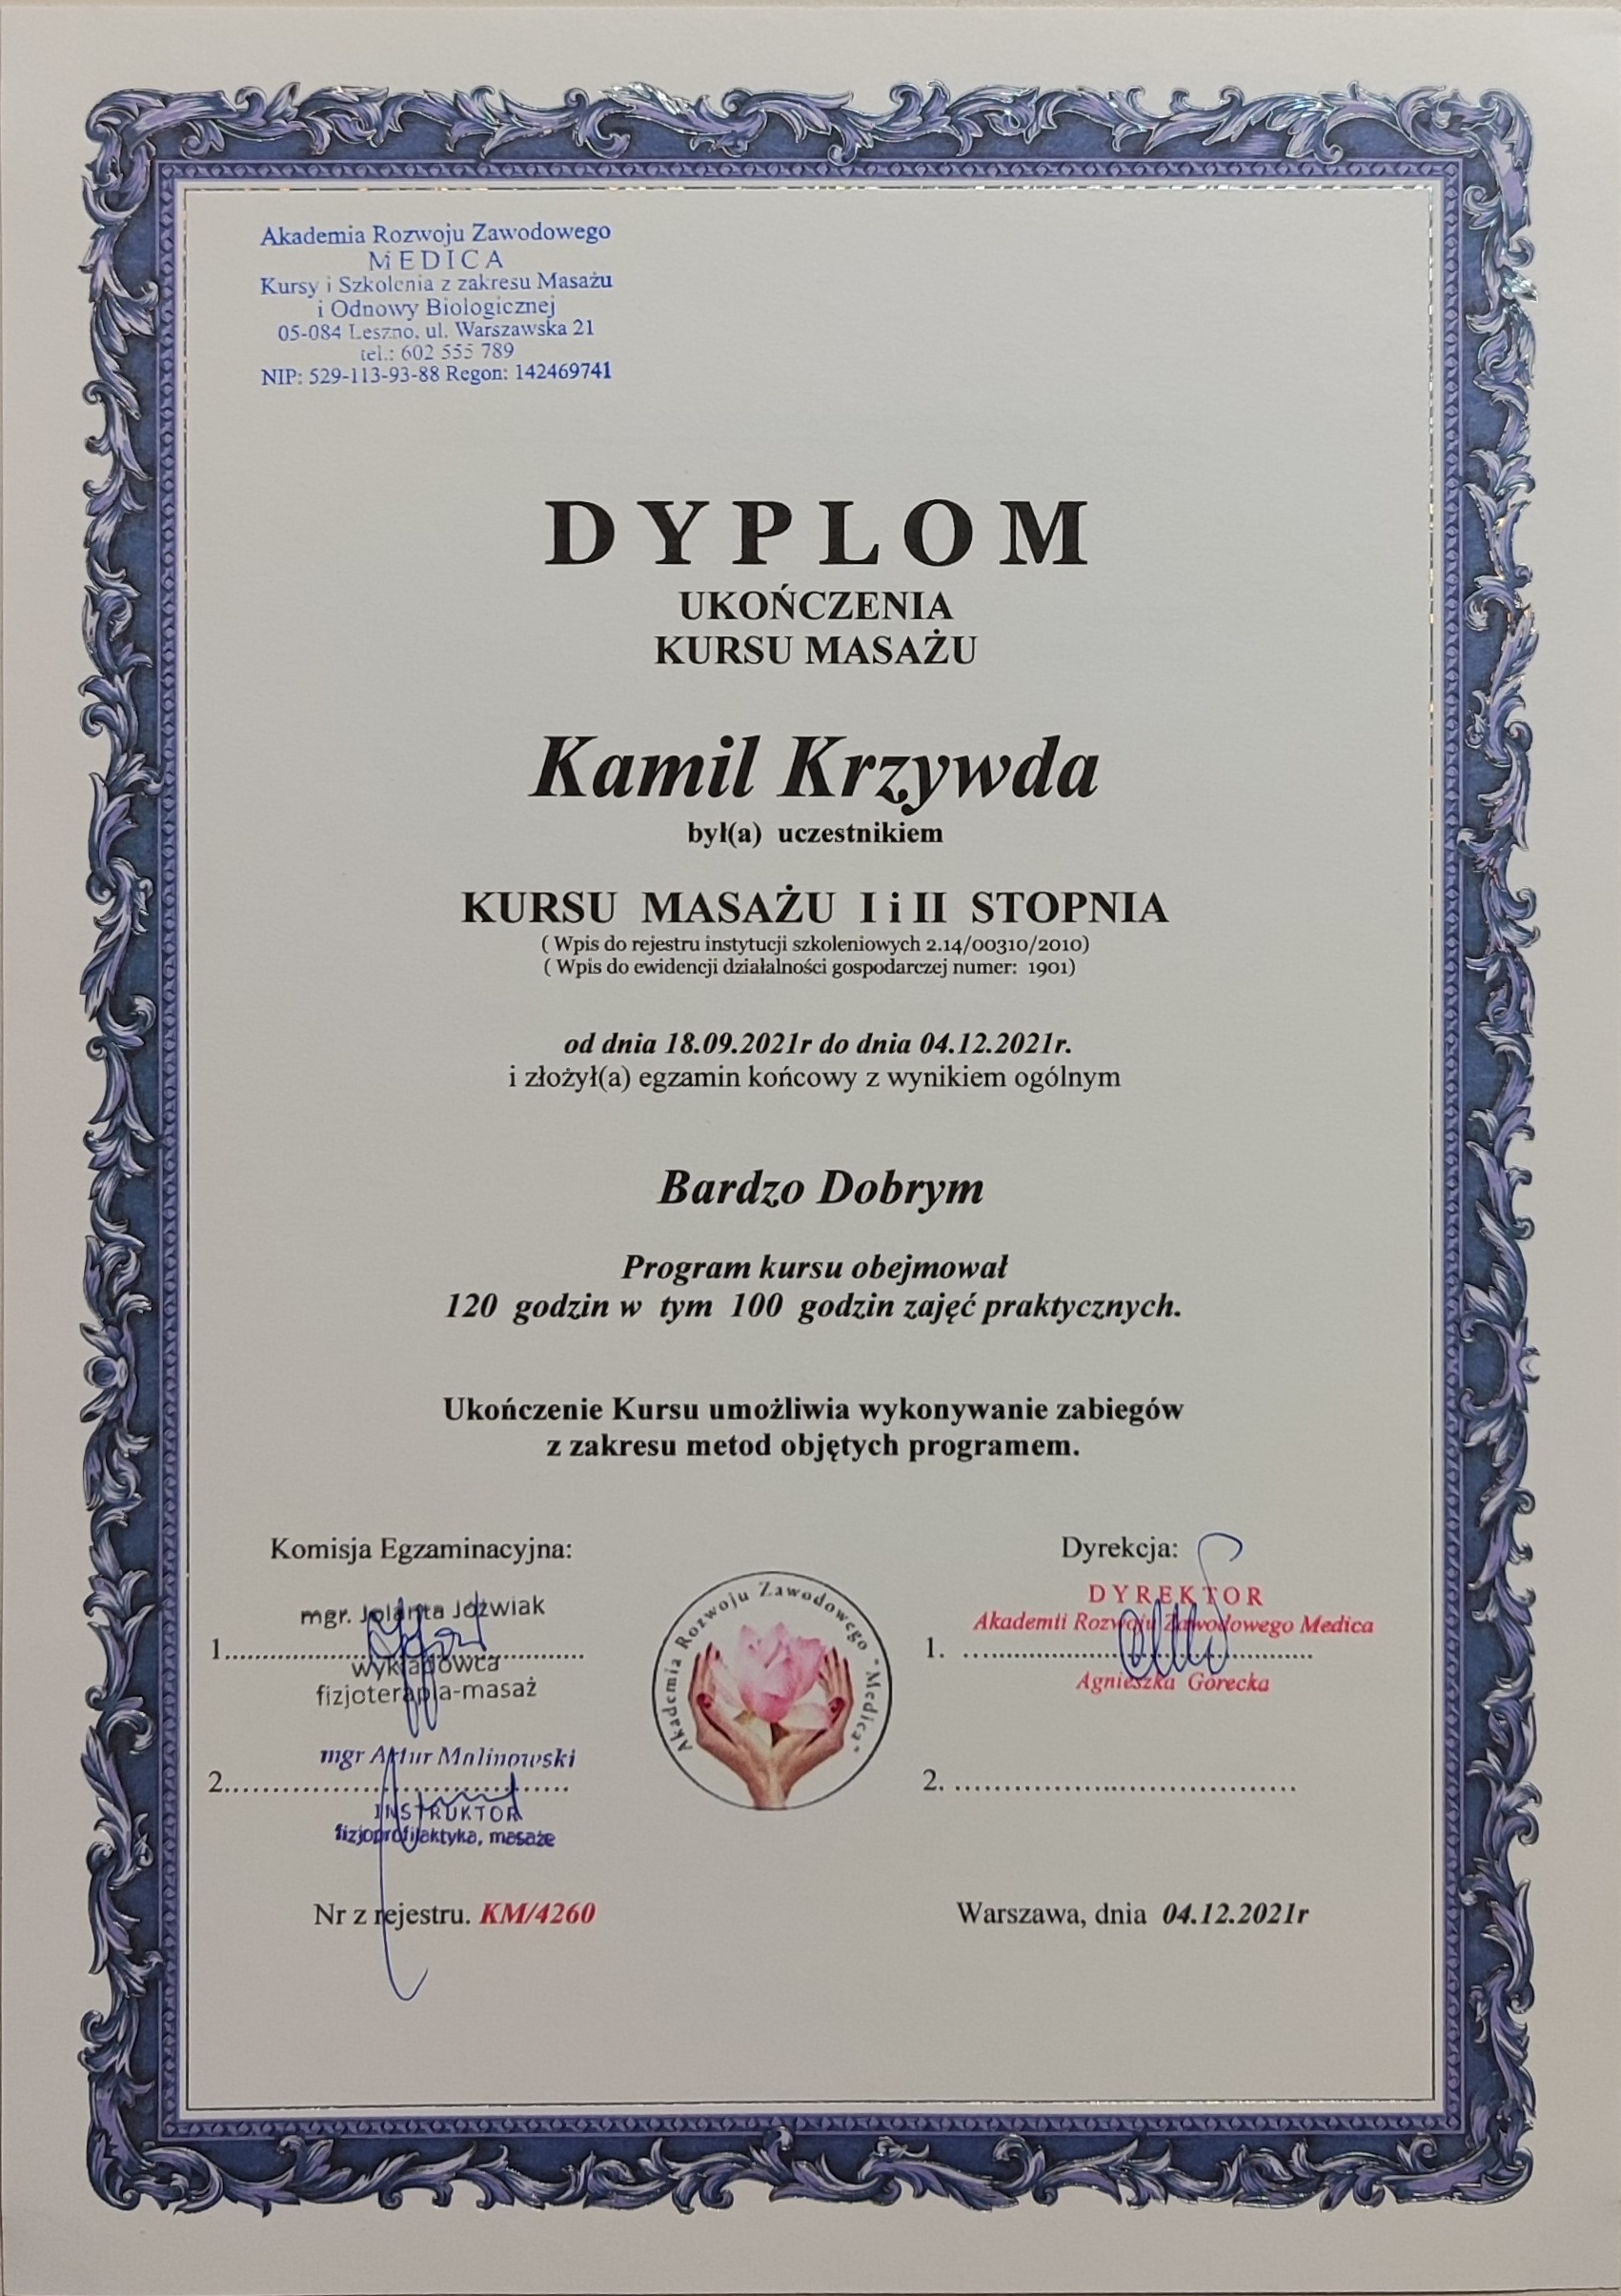 Akademia Rozwoju Zawodowego
MEDICA
Kursy i Szkolenia z zakresu Masażu
i Odnowy Biologicznej
05-084 Leszno, ul. Warszawska 21
tel.: 602 555 789
NIP: 529-113-93-88 Regon: 142469741
DYPLOM
UKOŃCZENIA
KURSU MASAŻU
Kamil Krzywda
był(a) uczestnikiem
KURSU MASAŻU I i II STOPNIA
( Wpis do rejestru instytucji szkoleniowych 2.14/00310/2010)
( Wpis do ewidencji działalności gospodarczej numer: 1901)
od dnia 18.09.2021r do dnia 04.12.2021r.
i złożył(a) egzamin końcowy z wynikiem ogólnym
Bardzo Dobrym
Program kursu obejmował
120 godzin w tym 100 godzin zajęć praktycznych.
Ukończenie Kursu umożliwia wykonywanie zabiegów
z zakresu metod objętych programem.
Komisja Egzaminacyjna:
mgr. Jolanta Jóźwiak
1.
wykładowca
fizjoterapia-masaż
mgr Artur Malinowski
2.
INSTRUKTOR
fizjoprofilaktyka, masaże
Akademia Rozwoju Zawodowego "Medica"
Dyrekcja:
DYREKTOR
Akademii Rozwoju Zawodowego Medica
1.
Agnieszka Górecka
2.
Nr z rejestru. KM/4260
Warszawa, dnia 04.12.2021r